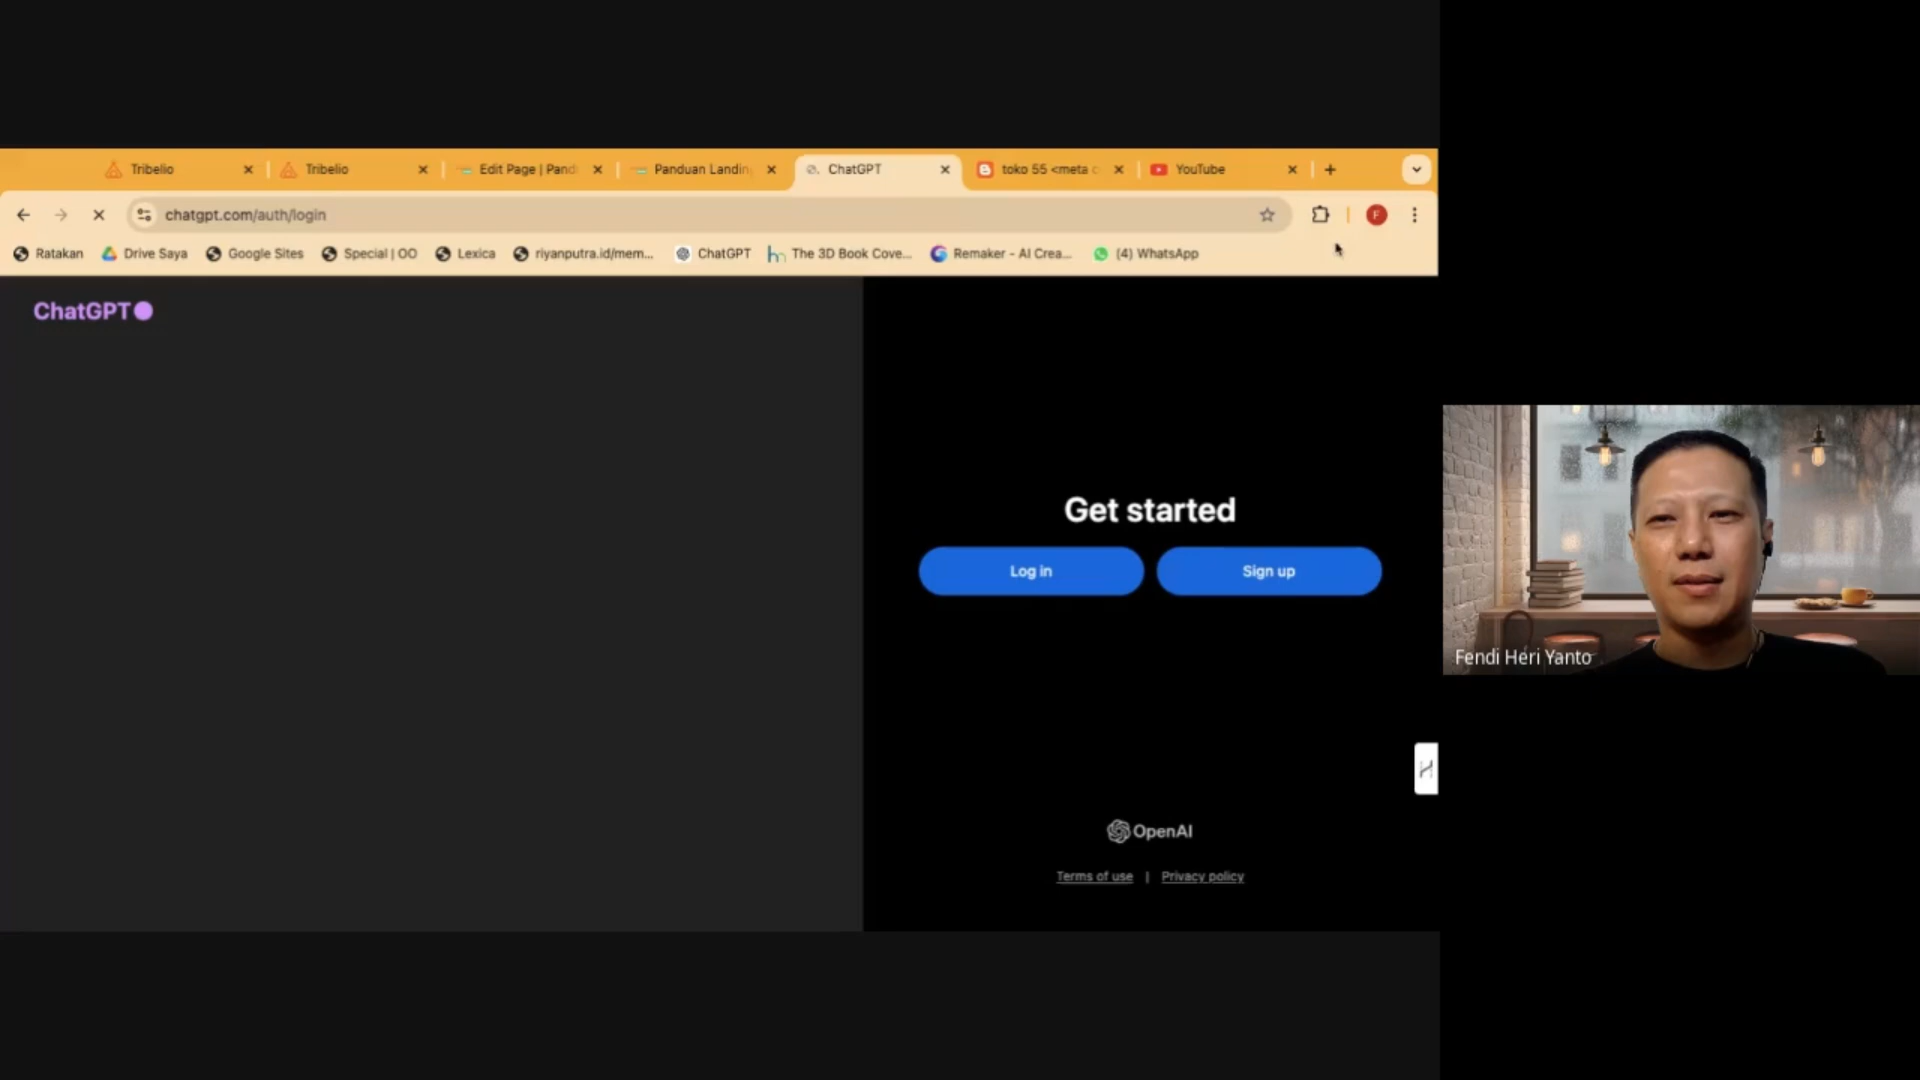 Tribelio
Tribelio
Edit Page | Pand
Panduan Landin
ChatGPT
toko 55 <meta c
YouTube
chatgpt.com/auth/login
F
Ratakan
Drive Saya
Google Sites
Special | OO
Lexica
riyanputra.id/mem...
ChatGPT
The 3D Book Cove...
Remaker - AI Crea...
(4) WhatsApp
ChatGPT
Get started
Log in
Sign up
OpenAI
Terms of use | Privacy policy
Fendi Heri Yanto